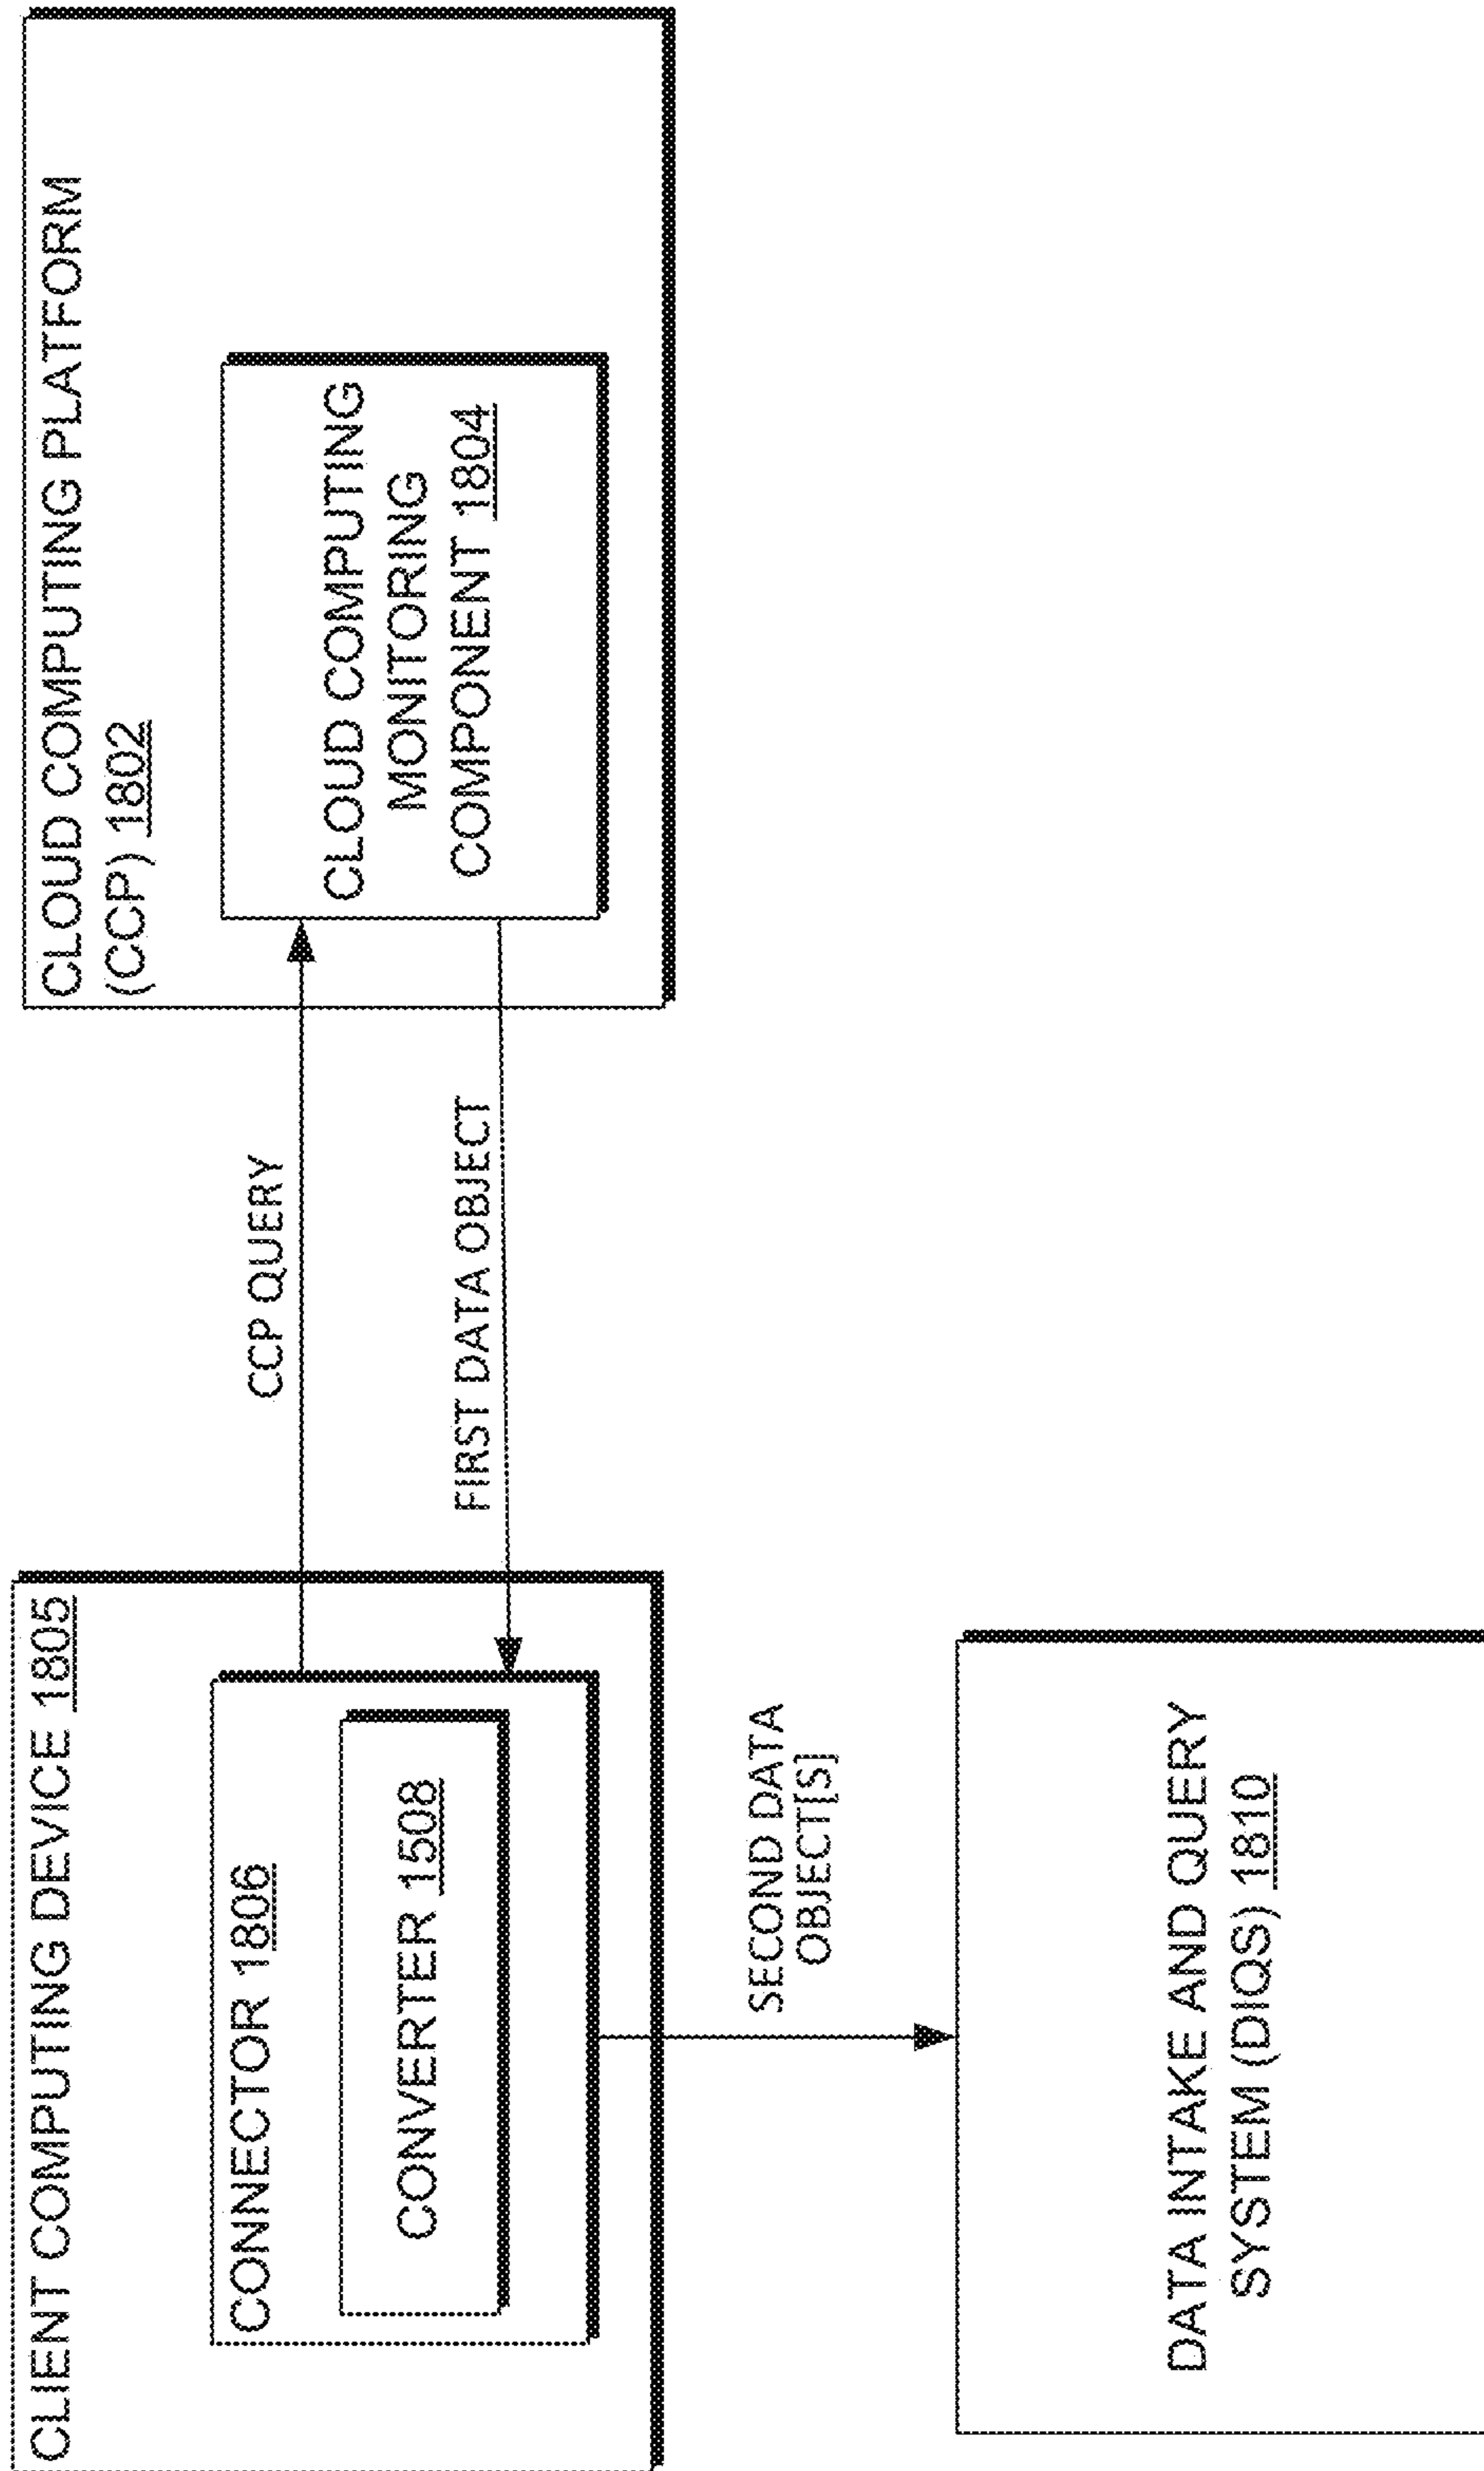 CLIENT COMPUTING DEVICE 1805
CONNECTOR 1806
CONVERTER 1508
CCP QUERY
FIRST DATA OBJECT
CLOUD COMPUTING PLATFORM
(CCP) 1802
CLOUD COMPUTING
MONITORING
COMPONENT 1804
SECOND DATA
OBJECT[S]
DATA INTAKE AND QUERY
SYSTEM (DIQS) 1810